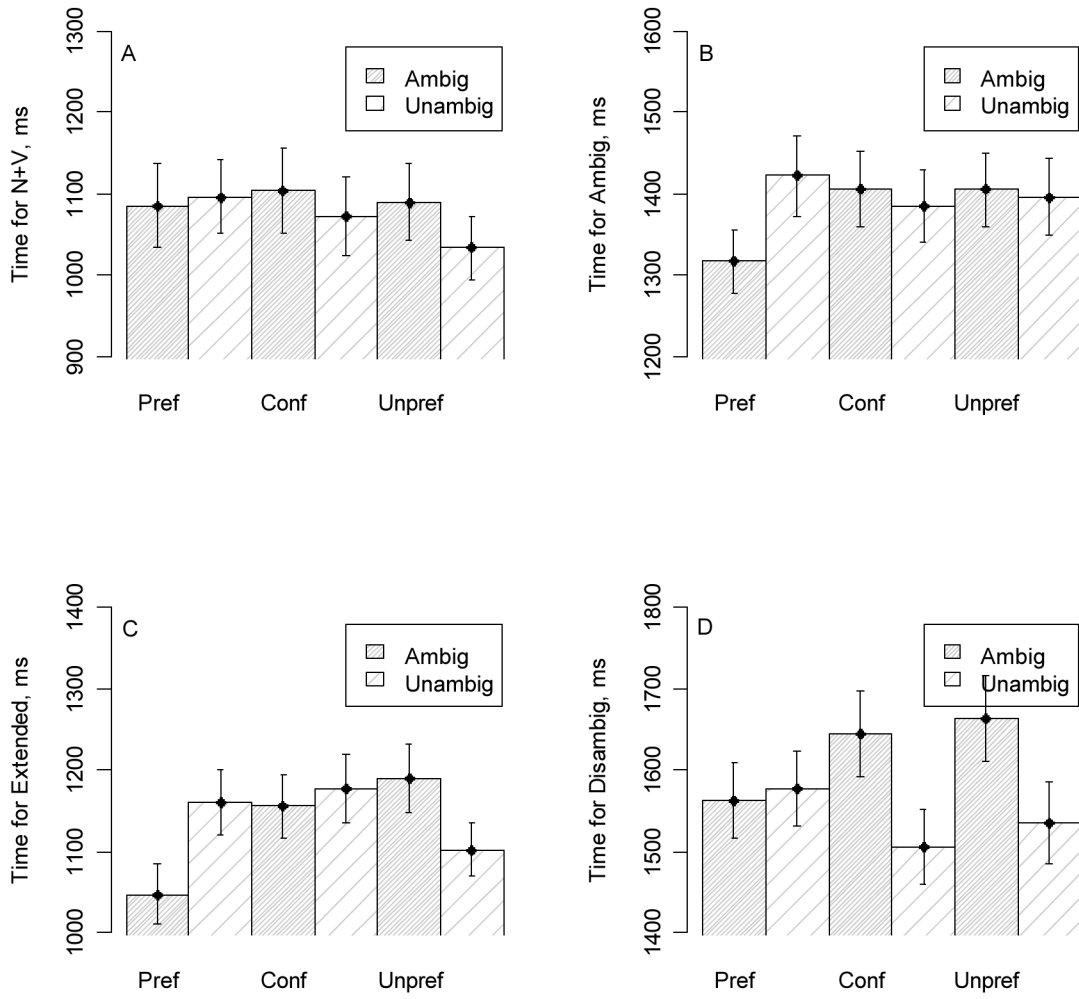 A
Time for N+V, ms
1300
1200
1100
1000
900
Ambig
Unambig
Pref Conf Unpref
B
Time for Ambig, ms
1600
1500
1400
1300
1200
Ambig
Unambig
Pref Conf Unpref
C
Time for Extended, ms
1400
1300
1200
1100
1000
Ambig
Unambig
Pref Conf Unpref
D
Time for Disambig, ms
1800
1700
1600
1500
1400
Ambig
Unambig
Pref Conf Unpref